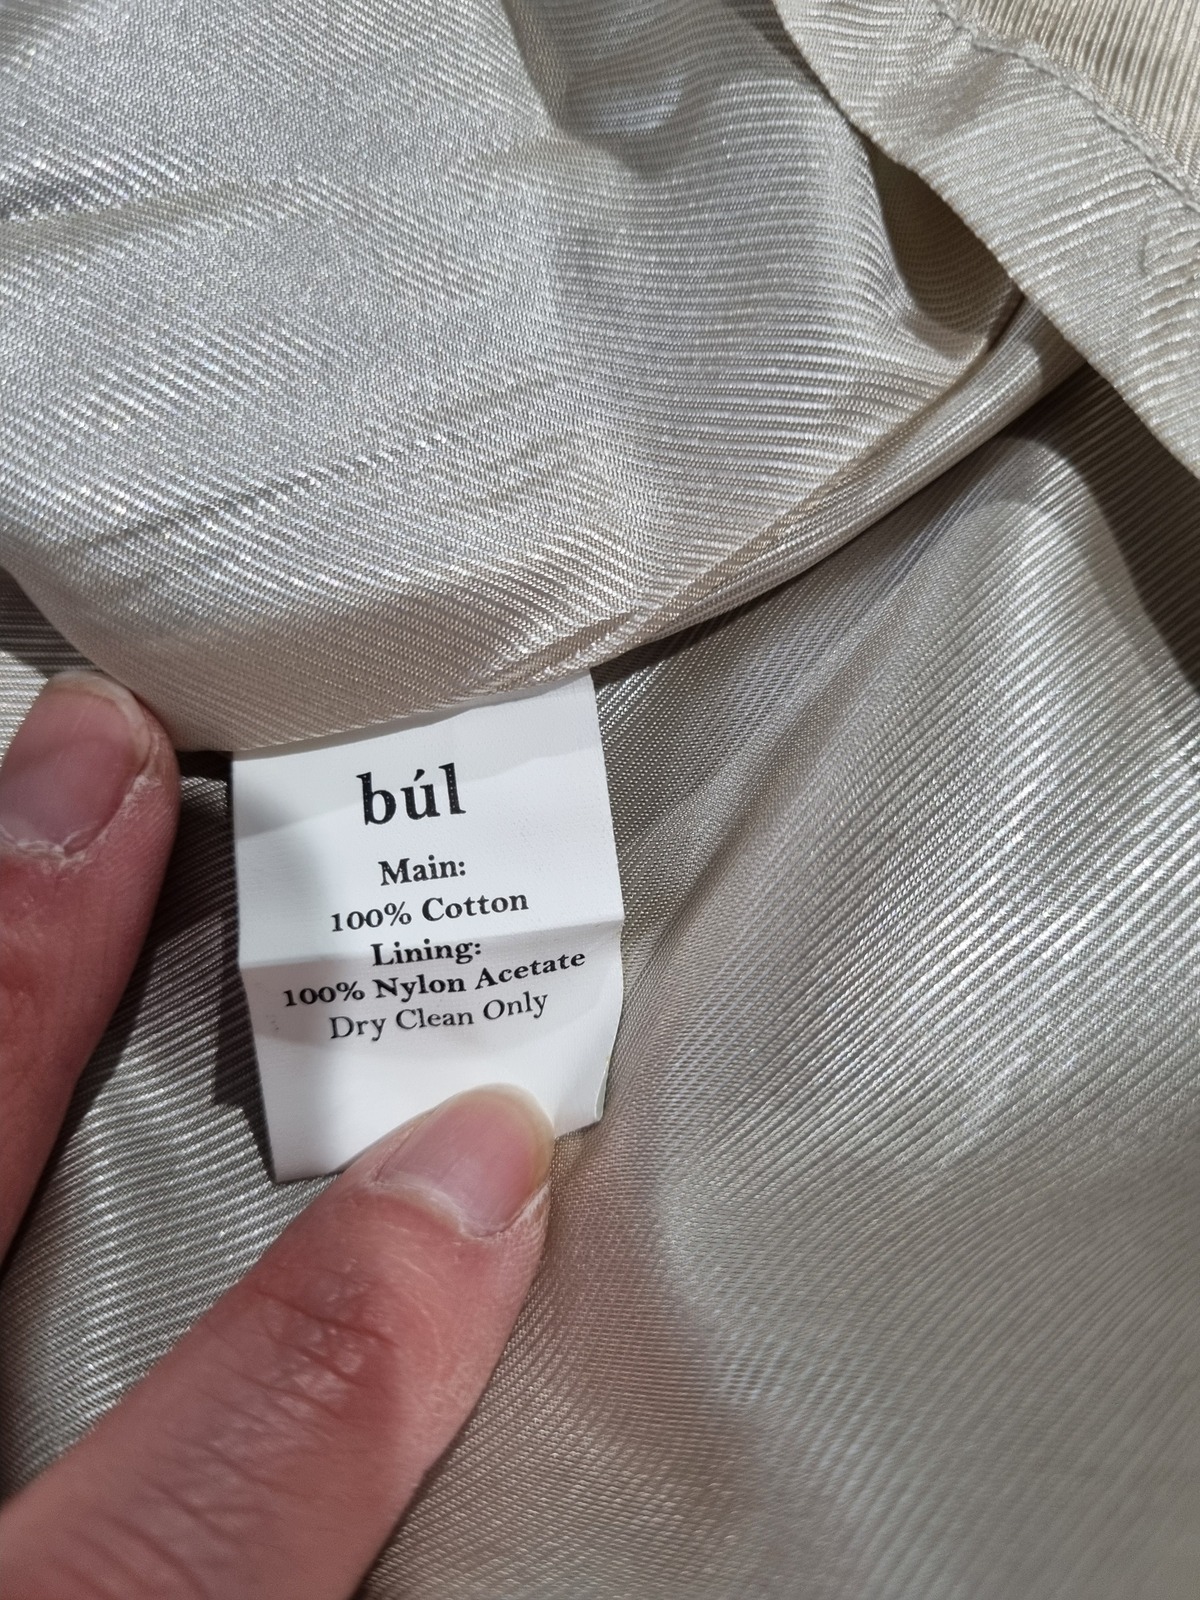 búl
Main:
100% Cotton
Lining:
100% Nylon Acetate
Dry Clean Only